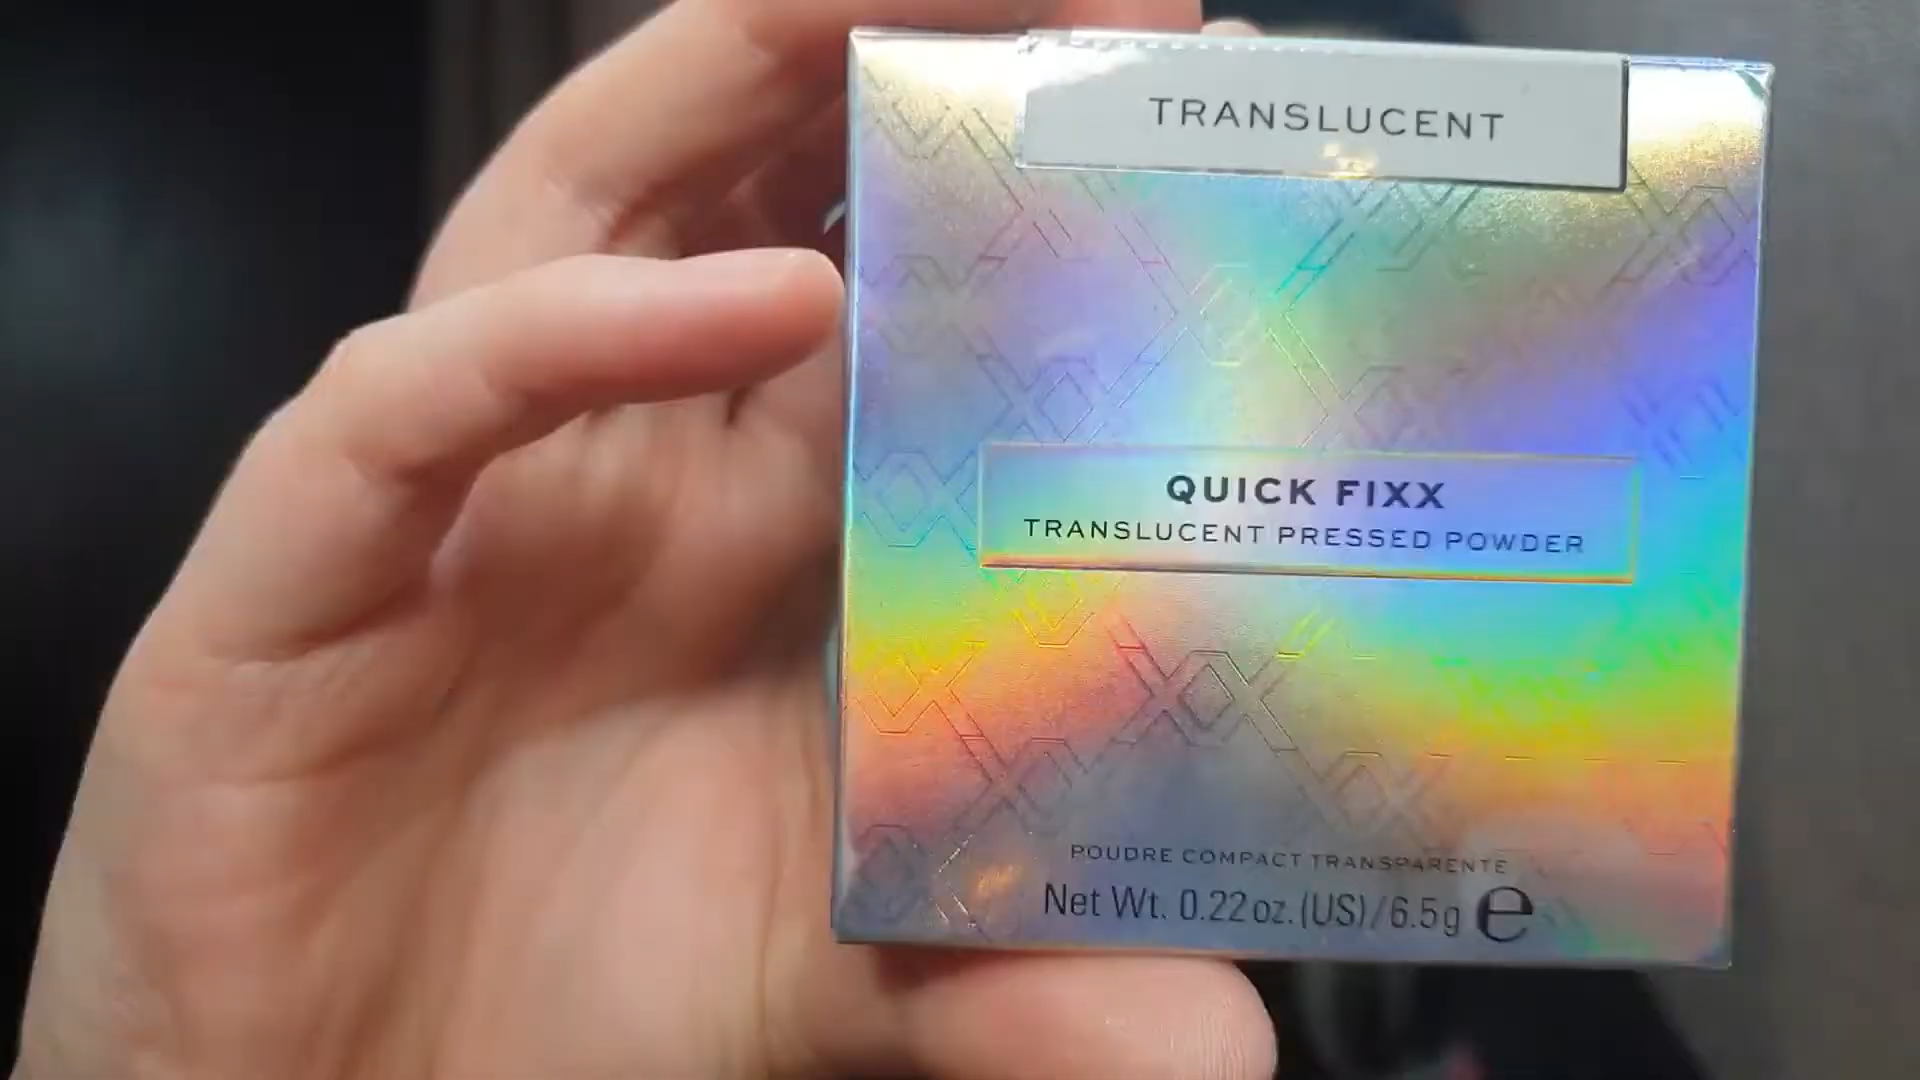 TRANSLUCENT
QUICK FIXX
TRANSLUCENT PRESSED POWDER
POUDRE COMPACT TRANSPARENTE
Net Wt. 0.22 oz. (US)/6.5g ℮